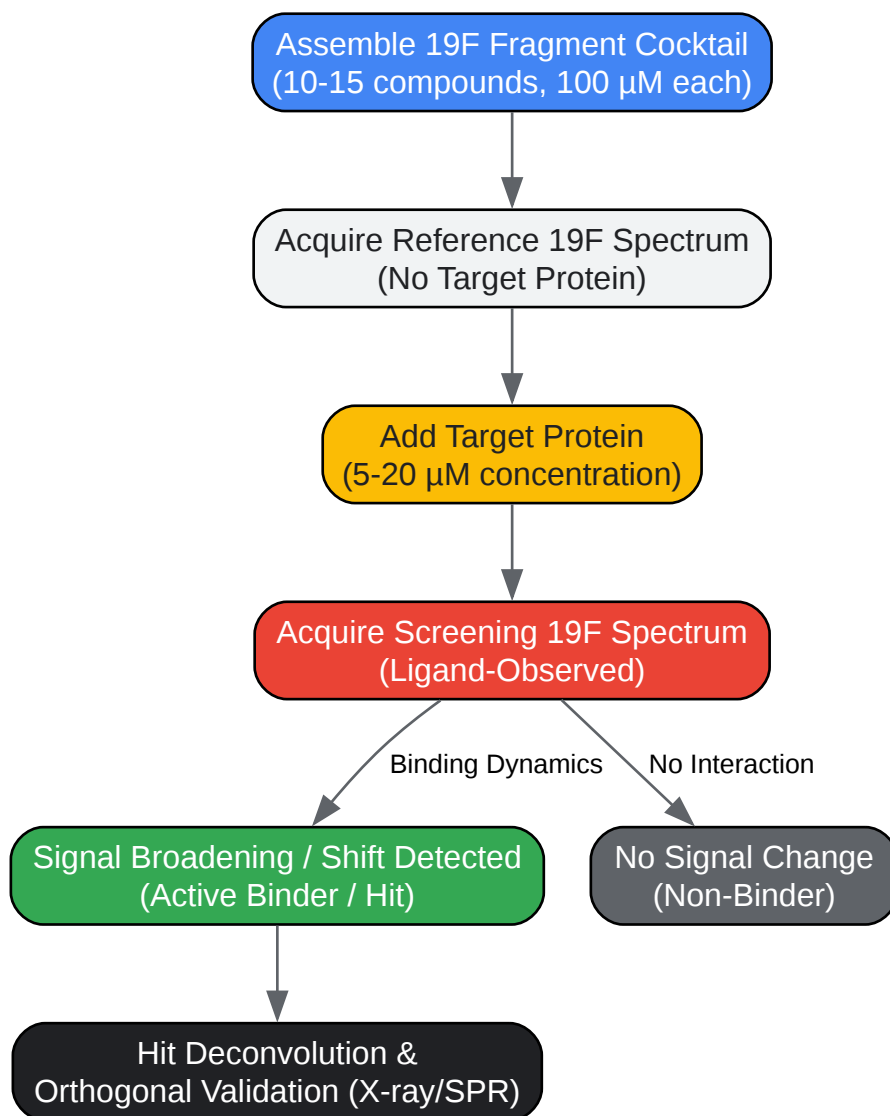 Assemble 19F Fragment Cocktail
(10-15 compounds, 100 µM each)
Acquire Reference 19F Spectrum
(No Target Protein)
Add Target Protein
(5-20 µM concentration)
Acquire Screening 19F Spectrum
(Ligand-Observed)
Binding Dynamics
No Interaction
Signal Broadening / Shift Detected
(Active Binder / Hit)
No Signal Change
(Non-Binder)
Hit Deconvolution &
Orthogonal Validation (X-ray/SPR)